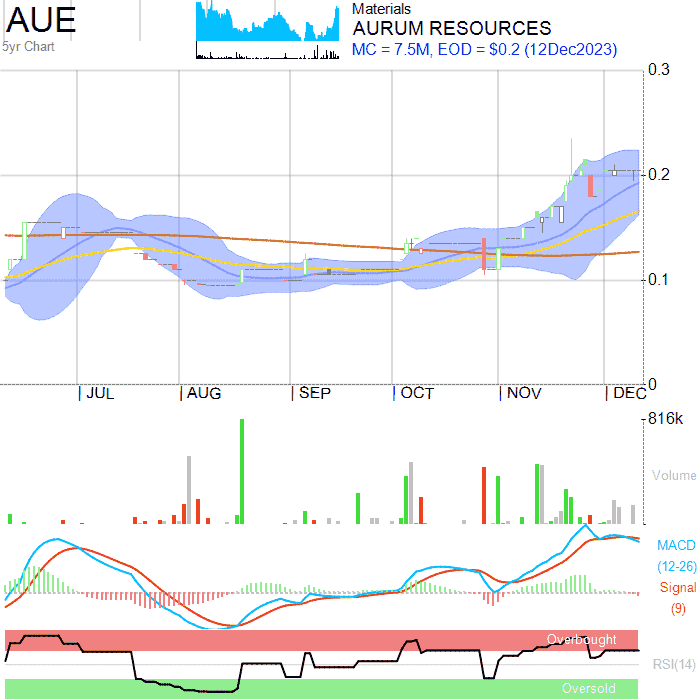 AUE
5yr Chart
Materials
AURUM RESOURCES
MC = 7.5M, EOD = $0.2 (12Dec2023)
0.3
0.2
0.1
0
| JUL | AUG | SEP | OCT | NOV | DEC
816k
Volume
MACD
(12-26)
Signal
(9)
Overbought
RSI(14)
Oversold